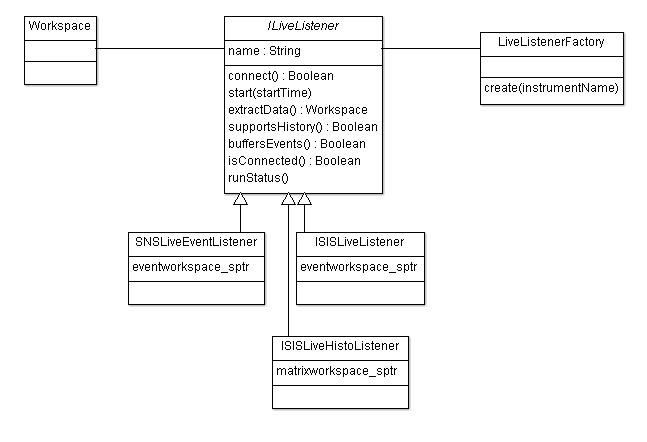 Workspace
ILiveListener
name : String
connect() : Boolean
start(startTime)
extractData() : Workspace
supportsHistory() : Boolean
buffersEvents() : Boolean
isConnected() : Boolean
runStatus()
LiveListenerFactory
create(instrumentName)
SNSLiveEventListener
eventworkspace_sptr
ISISLiveListener
eventworkspace_sptr
ISISLiveHistoListener
matrixworkspace_sptr